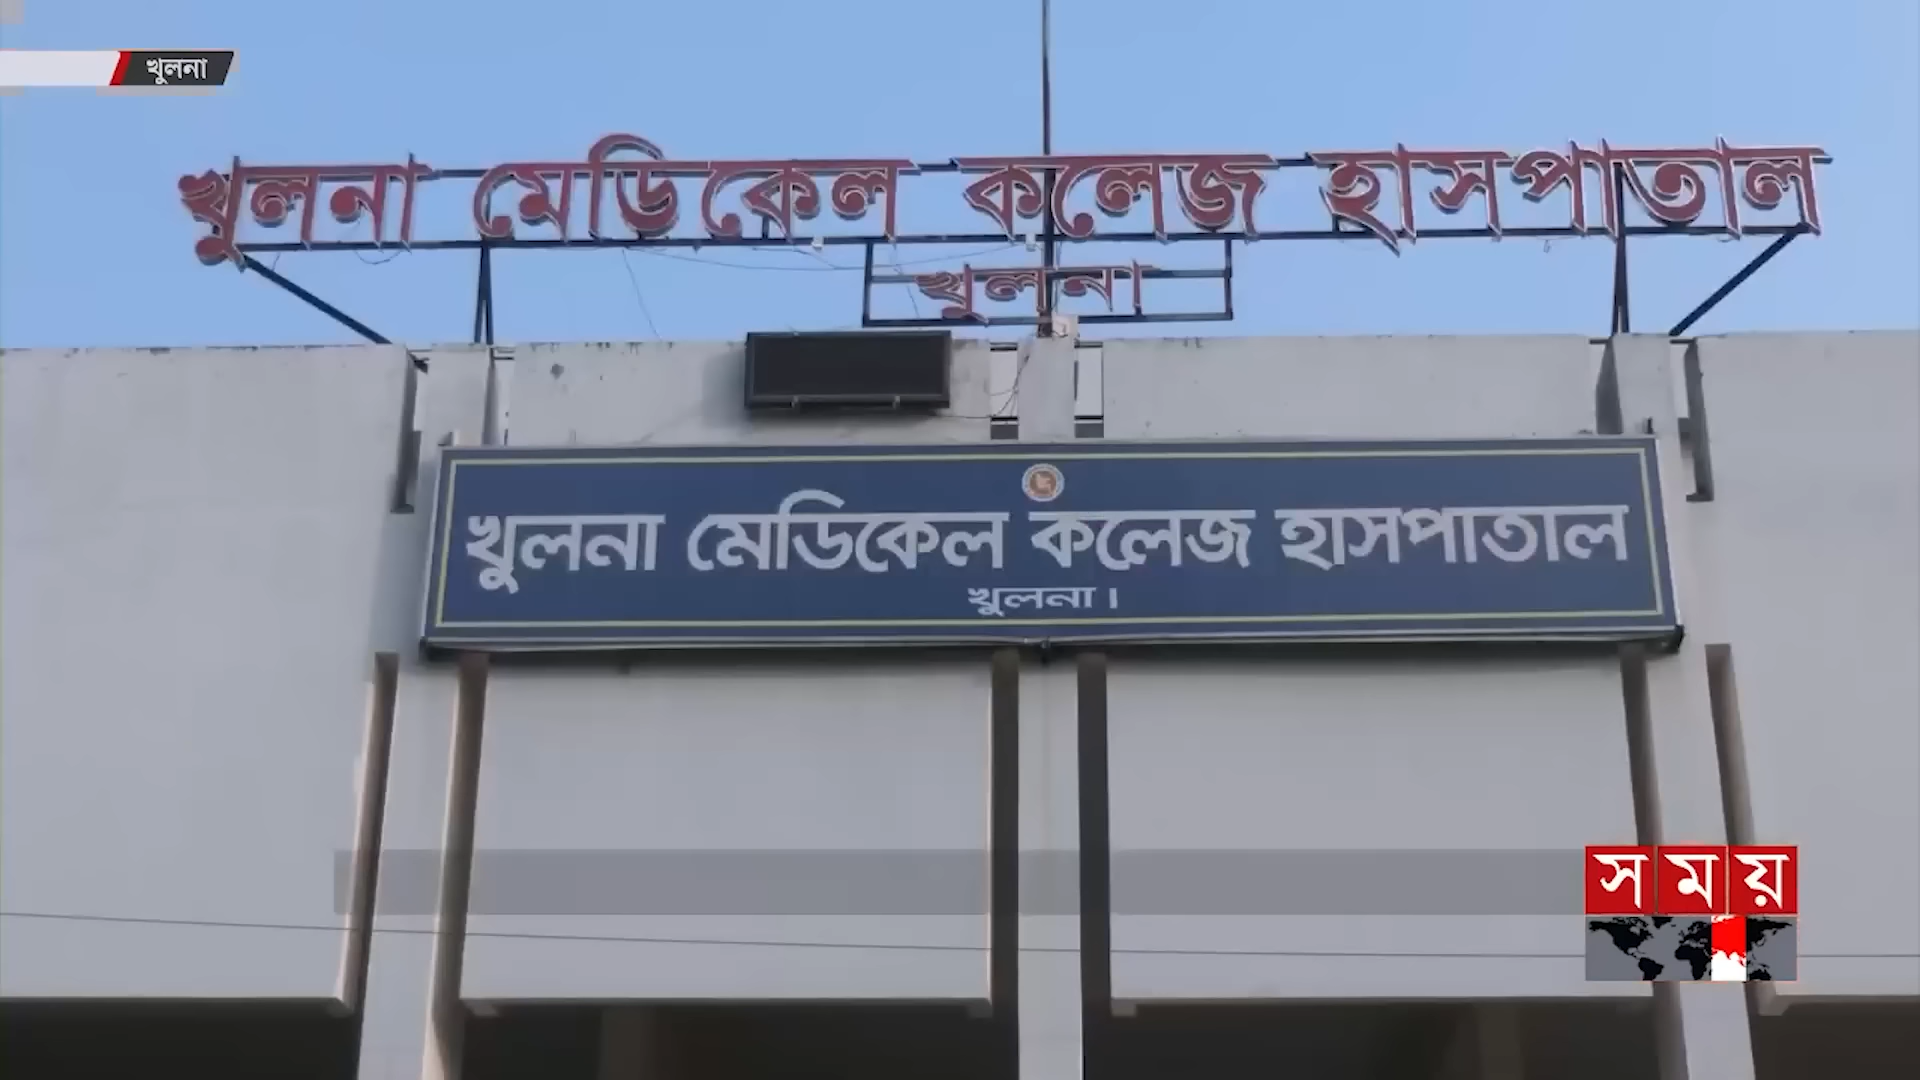 খুলনা
খুলনা মেডিকেল কলেজ হাসপাতাল
খুলনা
খুলনা মেডিকেল কলেজ হাসপাতাল
খুলনা।
সময়